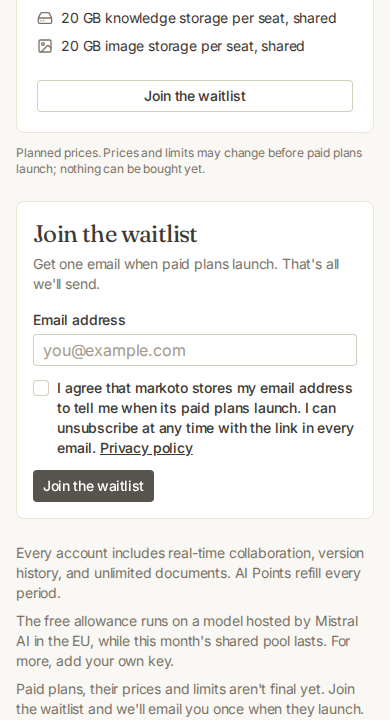 20 GB knowledge storage per seat, shared
20 GB image storage per seat, shared
Join the waitlist
Planned prices. Prices and limits may change before paid plans
launch; nothing can be bought yet.
Join the waitlist
Get one email when paid plans launch. That's all
we'll send.
Email address
you@example.com
I agree that markoto stores my email address
to tell me when its paid plans launch. I can
unsubscribe at any time with the link in every
email. Privacy policy
Join the waitlist
Every account includes real-time collaboration, version
history, and unlimited documents. AI Points refill every
period.
The free allowance runs on a model hosted by Mistral
AI in the EU, while this month's shared pool lasts. For
more, add your own key.
Paid plans, their prices and limits aren't final yet. Join
the waitlist and we'll email you once when they launch.